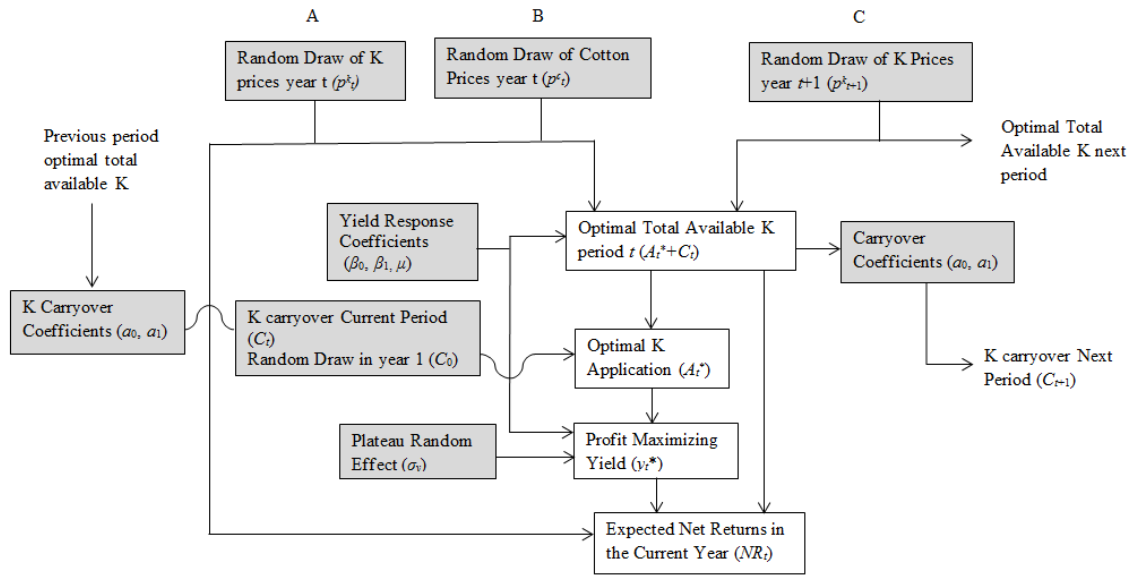 A
B
C
Random Draw of K
prices year t (pᵏₜ)
Random Draw of Cotton
Prices year t (pᶜₜ)
Random Draw of K Prices
year t+1 (pᵏₜ₊₁)
Previous period
optimal total
available K
Optimal Total
Available K next
period
Yield Response
Coefficients
(β₀, β₁, μ)
Optimal Total Available K
period t (Aₜ*+Cₜ)
Carryover
Coefficients (a₀, a₁)
K Carryover
Coefficients (a₀, a₁)
K carryover Current Period
(Cₜ)
Random Draw in year 1 (C₀)
Optimal K
Application (Aₜ*)
K carryover Next
Period (Cₜ₊₁)
Plateau Random
Effect (σᵥ)
Profit Maximizing
Yield (yₜ*)
Expected Net Returns in
the Current Year (NRₜ)